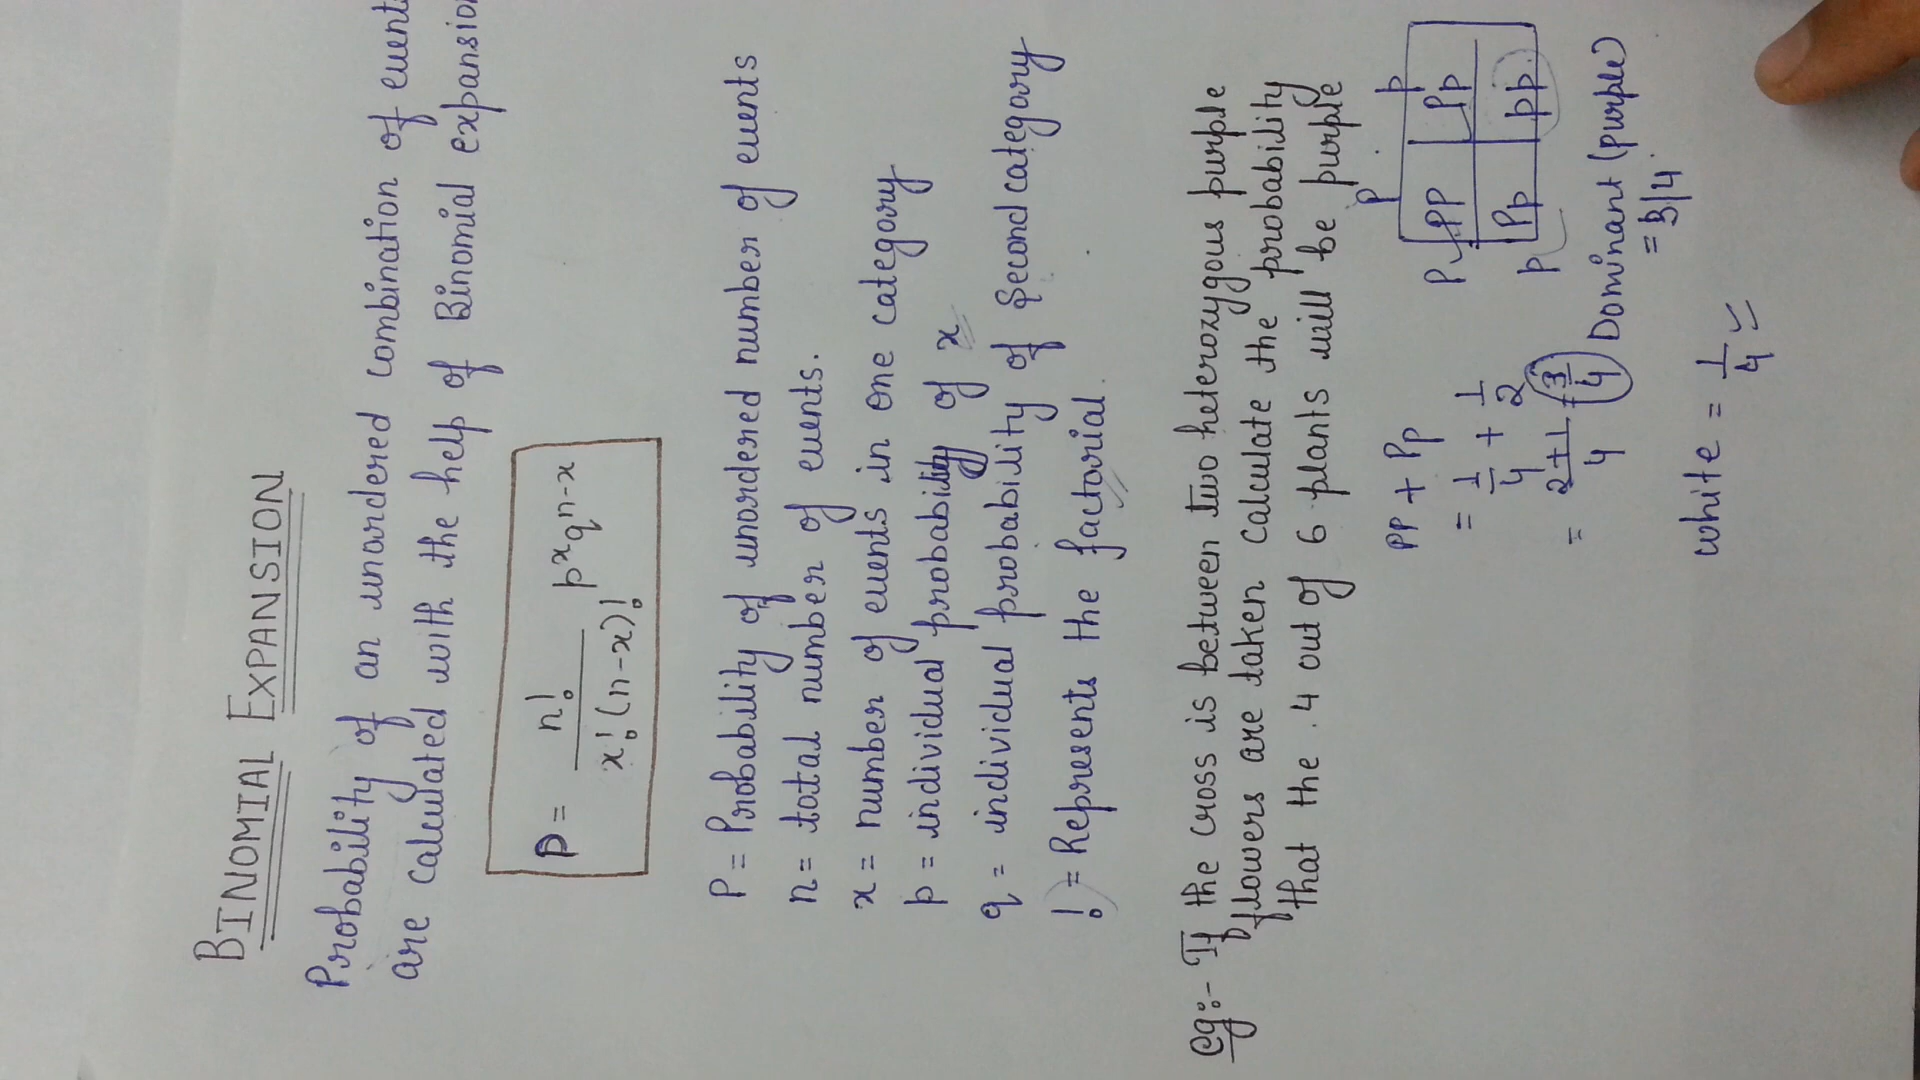 BINOMIAL EXPANSION
Probability of an unordered combination of event
are calculated with the help of Binomial expansion
P = n! / x!(n-x)! p^x q^(n-x)
P = Probability of unordered number of events
n = total number of events.
x = number of events in one category
p = individual probability of x
q = individual probability of second category
! = Represents the factorial.
eg:- If the cross is between two heterozygous purple
flowers are taken calculate the probability
that the 4 out of 6 plants will be purple
P p
P PP Pp
p Pp pp
PP + Pp
= 1/4 + 1/2
= 2+1/4 = 3/4 Dominant (purple)
= 3/4.
white = 1/4